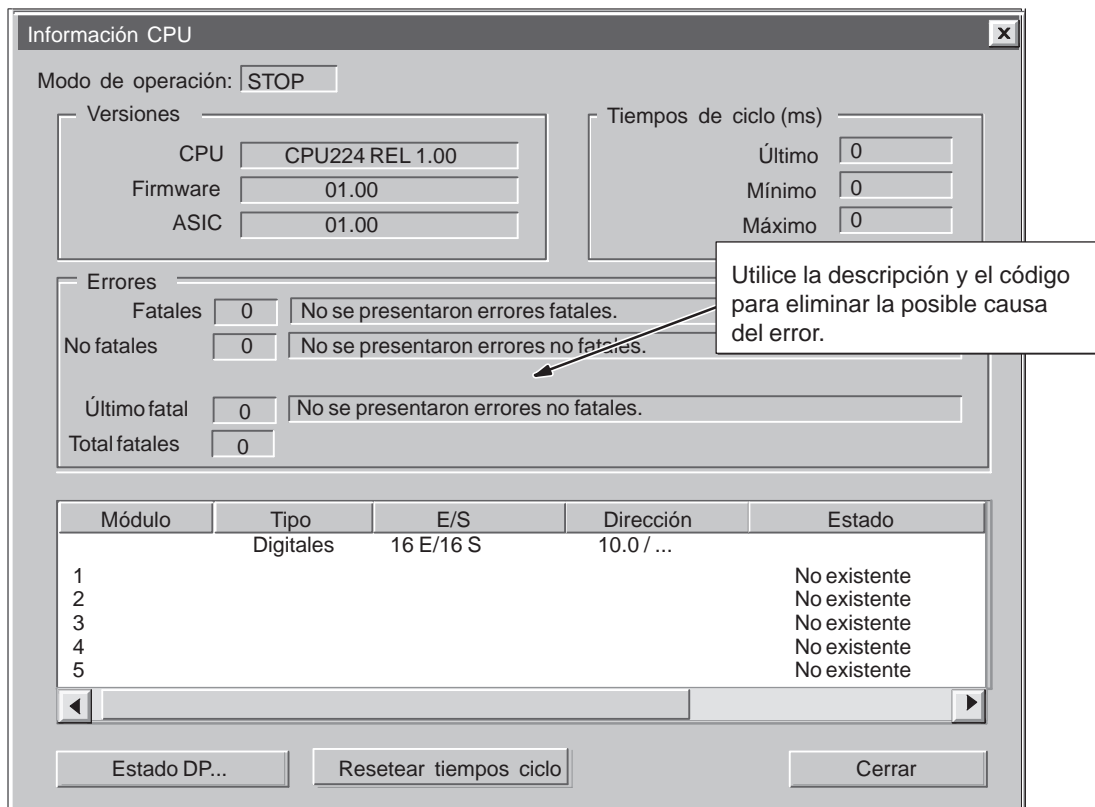 Información CPU
Modo de operación: STOP
Versiones
CPU CPU224 REL 1.00
Firmware 01.00
ASIC 01.00
Tiempos de ciclo (ms)
Último 0
Mínimo 0
Máximo 0
Utilice la descripción y el código
para eliminar la posible causa
del error.
Errores
Fatales 0 No se presentaron errores fatales.
No fatales 0 No se presentaron errores no fatales.
Último fatal 0 No se presentaron errores no fatales.
Total fatales 0
Módulo Tipo E/S Dirección Estado
Digitales 16 E/16 S 10.0 / ...
1 No existente
2 No existente
3 No existente
4 No existente
5 No existente
Estado DP... Resetear tiempos ciclo Cerrar